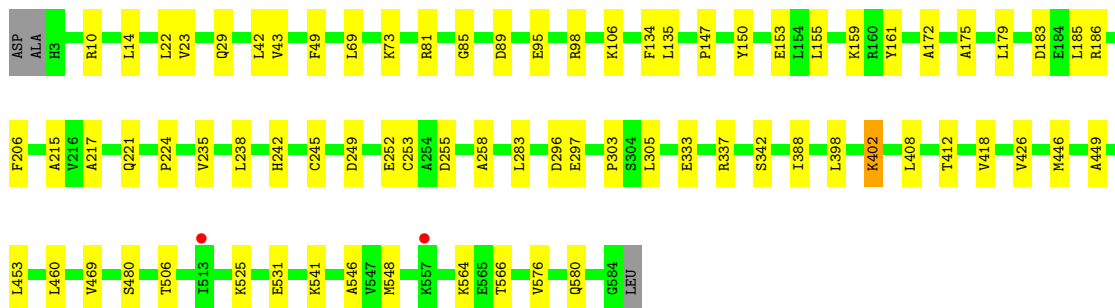 ASP ALA H3 R10 L14 L22 V23 Q29 L42 V43 F49 L69 K73 R81 G85 D89 E95 R98 K106 F134 L135 P147 Y150 E153 L154 L155 K159 R160 Y161 A172 A175 L179 D183 E184 L185 R186
F206 A215 V216 A217 Q221 P224 V235 L238 H242 C245 D249 E252 C253 A254 D255 A258 L283 D296 E297 P303 S304 L305 E333 R337 S342 I388 L398 K402 L408 T412 V418 V426 M446 A449
L453 L460 V469 S480 T506 I513 K525 E531 K541 A546 V547 M548 K557 K564 E565 T566 V576 Q580 G584 LEU